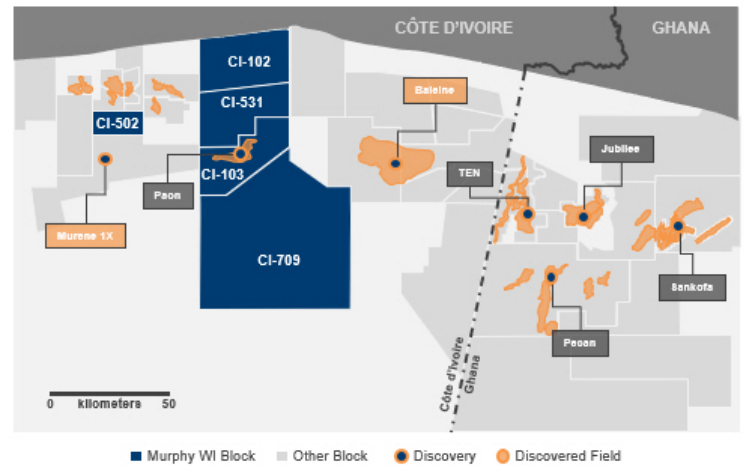 CÔTE D'IVOIRE
GHANA
CI-102
CI-531
CI-502
Baleine
Jubilee
TEN
Paon
CI-103
Murene 1X
CI-709
Sankofa
Pecan
Côte d'Ivoire
Ghana
0 kilometers 50
Murphy WI Block
Other Block
Discovery
Discovered Field